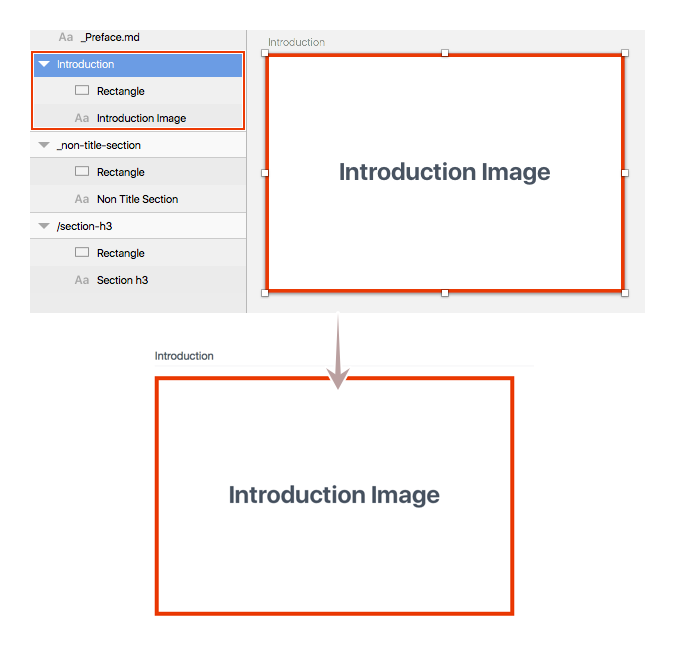 Aa _Preface.md
Introduction
Rectangle
Aa Introduction Image
_non-title-section
Rectangle
Aa Non Title Section
/section-h3
Rectangle
Aa Section h3
Introduction
Introduction Image
Introduction
Introduction Image